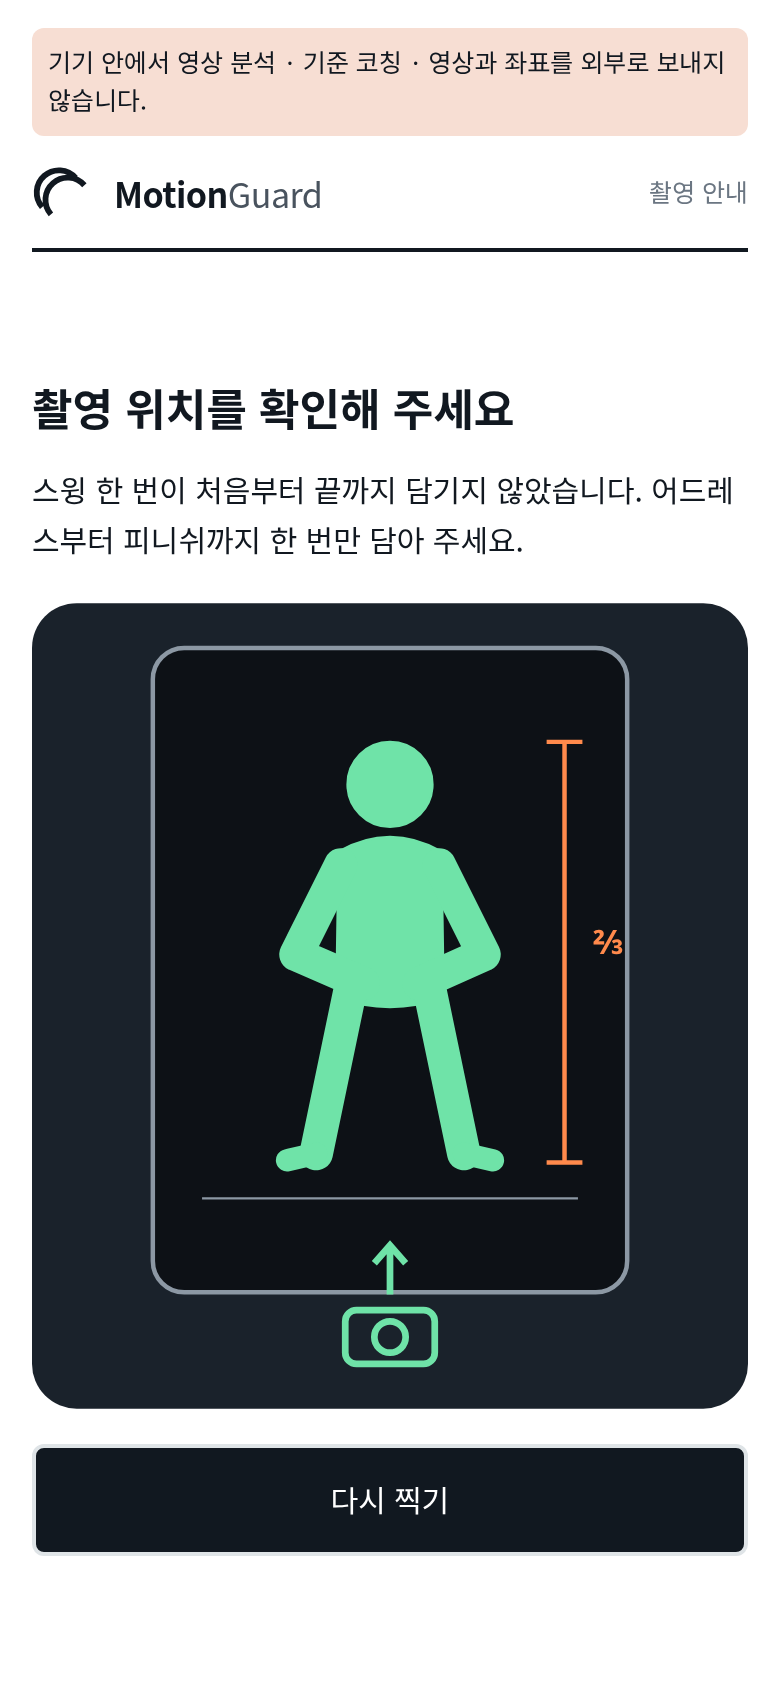 기기 안에서 영상 분석 · 기준 코칭 · 영상과 좌표를 외부로 보내지
않습니다.
MotionGuard
촬영 안내
촬영 위치를 확인해 주세요
스윙 한 번이 처음부터 끝까지 담기지 않았습니다. 어드레
스부터 피니쉬까지 한 번만 담아 주세요.
⅔
다시 찍기